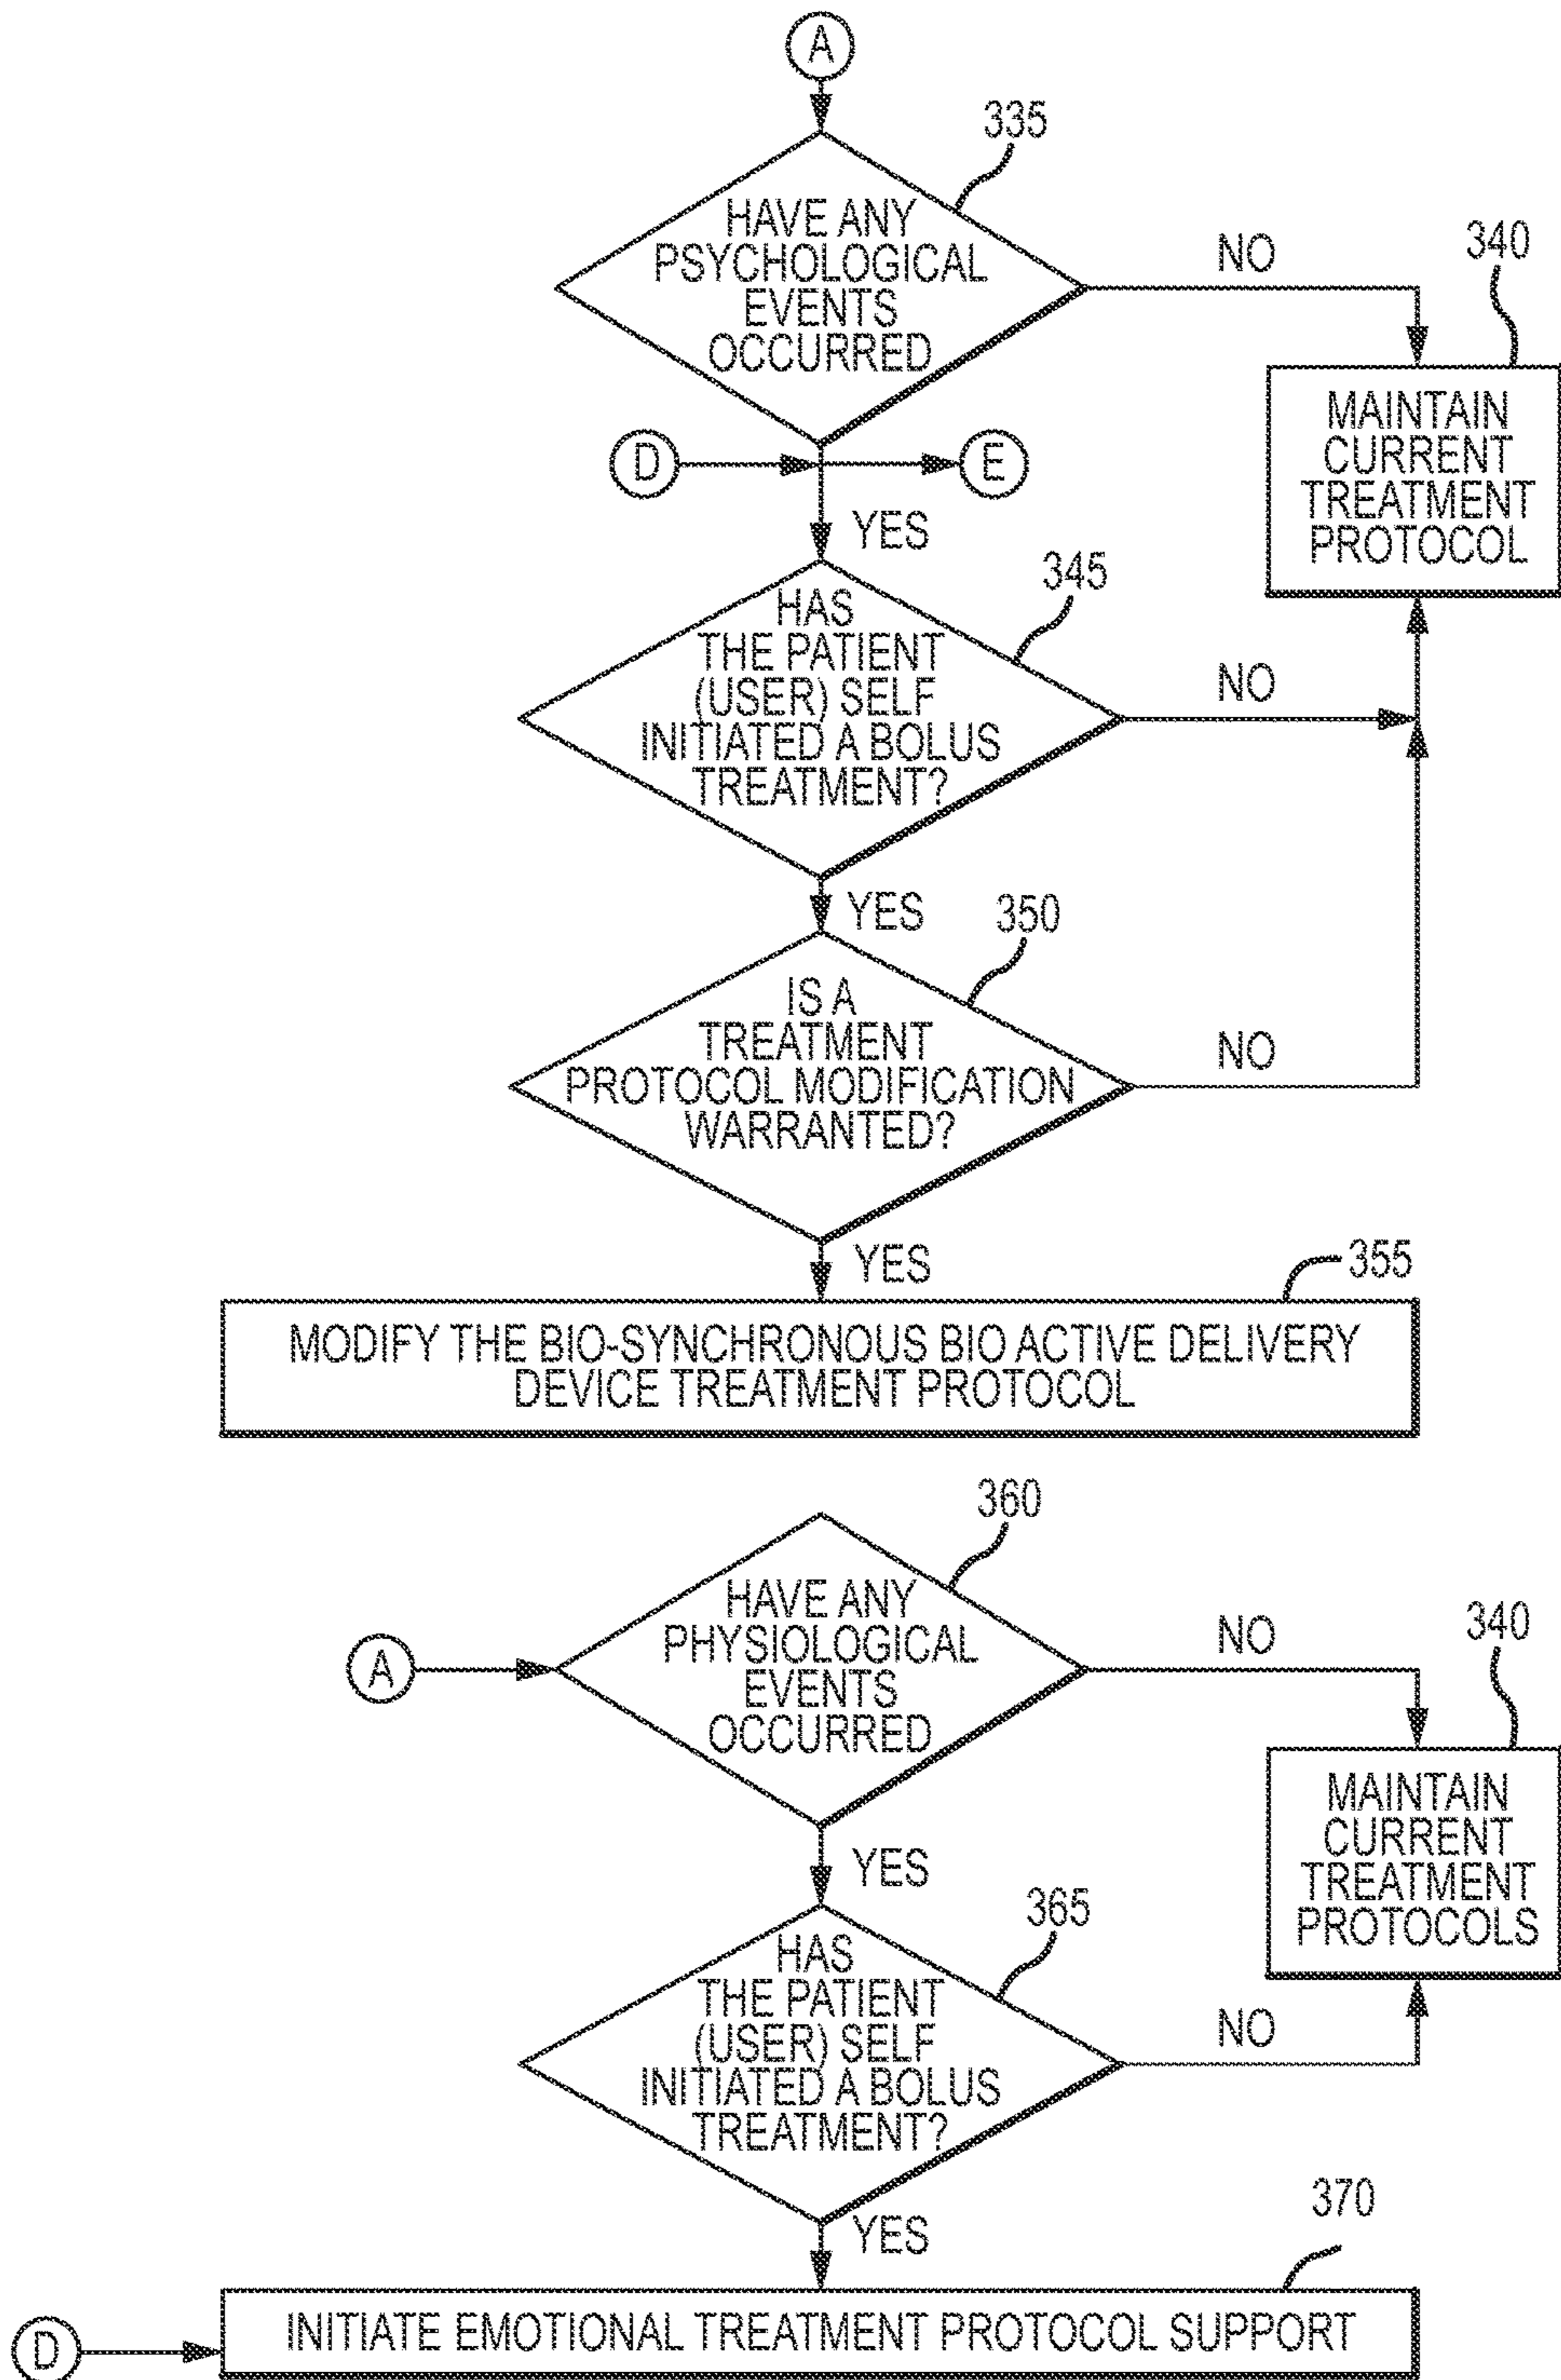 A
335
HAVE ANY
PSYCHOLOGICAL
EVENTS
OCCURRED
NO
340
MAINTAIN
CURRENT
TREATMENT
PROTOCOL
D
E
YES
345
HAS
THE PATIENT
(USER) SELF
INITIATED A BOLUS
TREATMENT?
NO
YES
350
IS A
TREATMENT
PROTOCOL MODIFICATION
WARRANTED?
NO
YES
355
MODIFY THE BIO-SYNCHRONOUS BIO ACTIVE DELIVERY
DEVICE TREATMENT PROTOCOL
360
HAVE ANY
PHYSIOLOGICAL
EVENTS
OCCURRED
A
NO
340
MAINTAIN
CURRENT
TREATMENT
PROTOCOLS
YES
365
HAS
THE PATIENT
(USER) SELF
INITIATED A BOLUS
TREATMENT?
NO
YES
370
D
INITIATE EMOTIONAL TREATMENT PROTOCOL SUPPORT